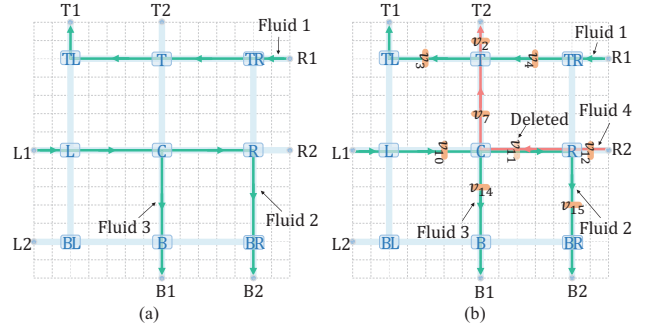 T1 T2
Fluid 1
TL T TR R1
L1 L C R R2
Fluid 3 Fluid 2
L2 BL B BR
B1 B2
(a)
T1 T2
v2 Fluid 1
TL v3 T v4 TR R1
v7 Deleted Fluid 4
L1 L v10 C v11 R v12 R2
v14
Fluid 3 v15 Fluid 2
L2 BL B BR
B1 B2
(b)